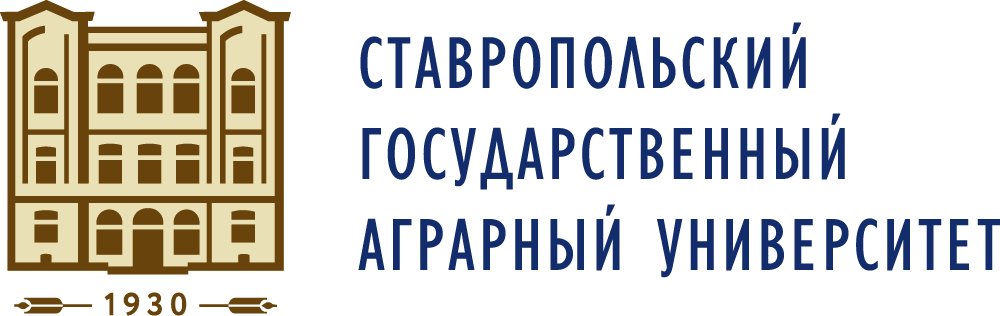 СТАВРОПОЛЬСКИЙ
ГОСУДАРСТВЕННЫЙ
АГРАРНЫЙ УНИВЕРСИТЕТ
1930